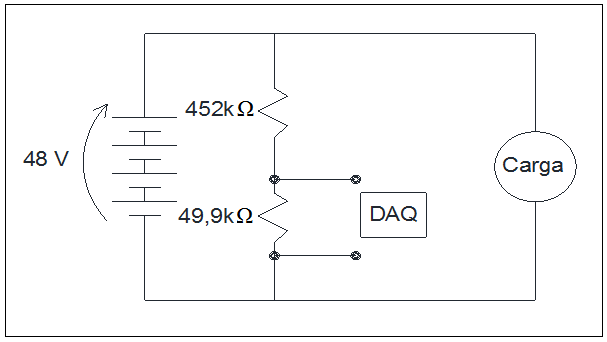 452kΩ
48 V
Carga
49,9kΩ
DAQ